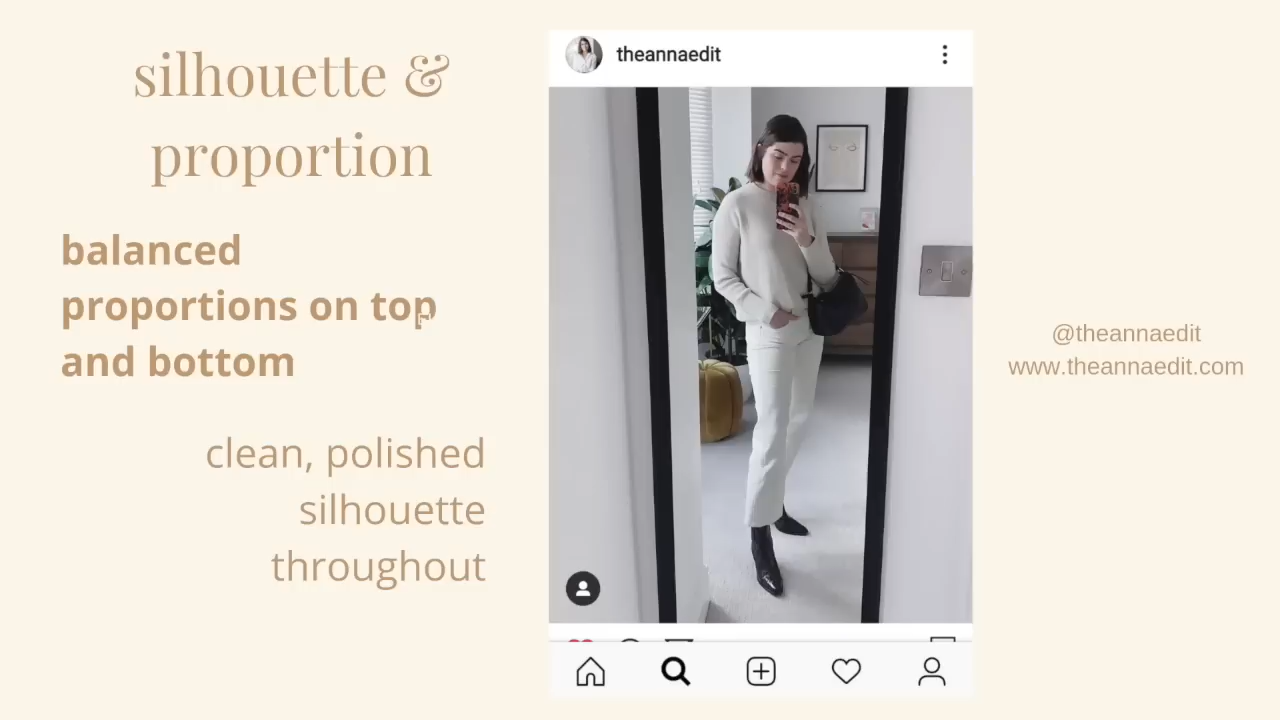 silhouette &
proportion
balanced
proportions on top
and bottom
clean, polished
silhouette
throughout
theannaedit
@theannaedit
www.theannaedit.com